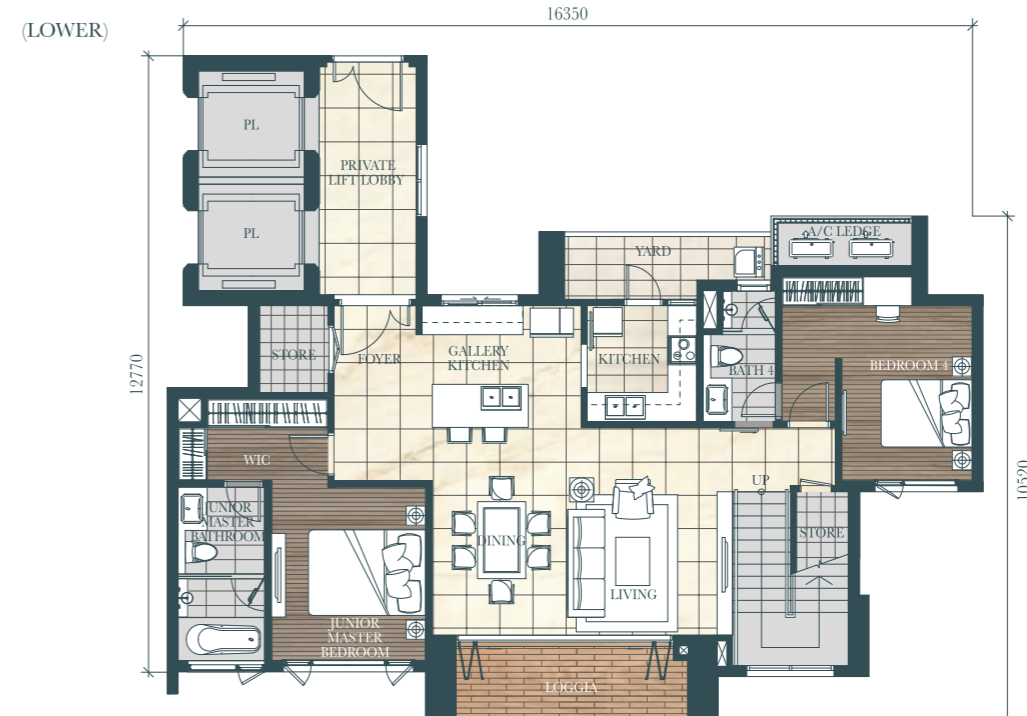 (LOWER)
16350
PL
PRIVATE
LIFT LOBBY
PL
YARD
A/C LEDGE
12770
STORE
FOYER
GALLERY
KITCHEN
KITCHEN
BATH 4
BEDROOM 4
WIC
UP
10520
JUNIOR
MASTER
BATHROOM
DINING
STORE
LIVING
JUNIOR
MASTER
BEDROOM
LOGGIA